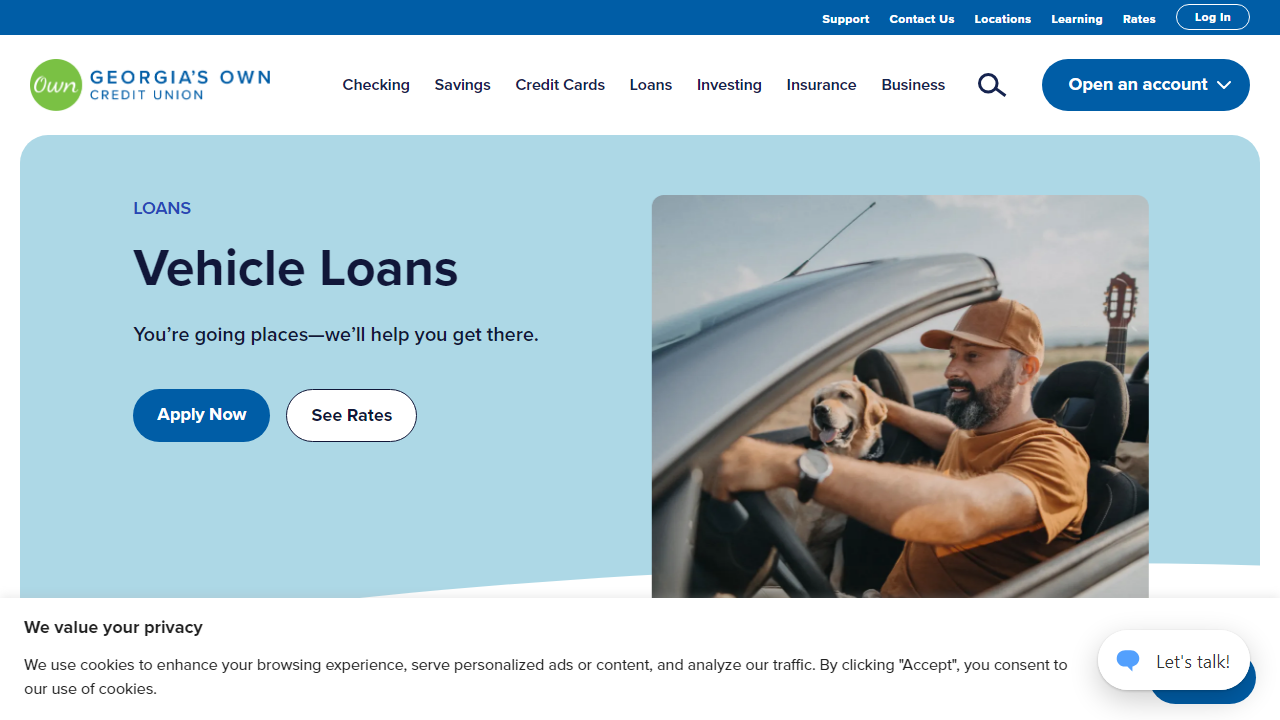 Support Contact Us Locations Learning Rates Log In
Own GEORGIA'S OWN
CREDIT UNION
Checking Savings Credit Cards Loans Investing Insurance Business
Open an account
LOANS
Vehicle Loans
You’re going places—we’ll help you get there.
Apply Now See Rates
We value your privacy
We use cookies to enhance your browsing experience, serve personalized ads or content, and analyze our traffic. By clicking "Accept", you consent to
our use of cookies.
Let's talk!